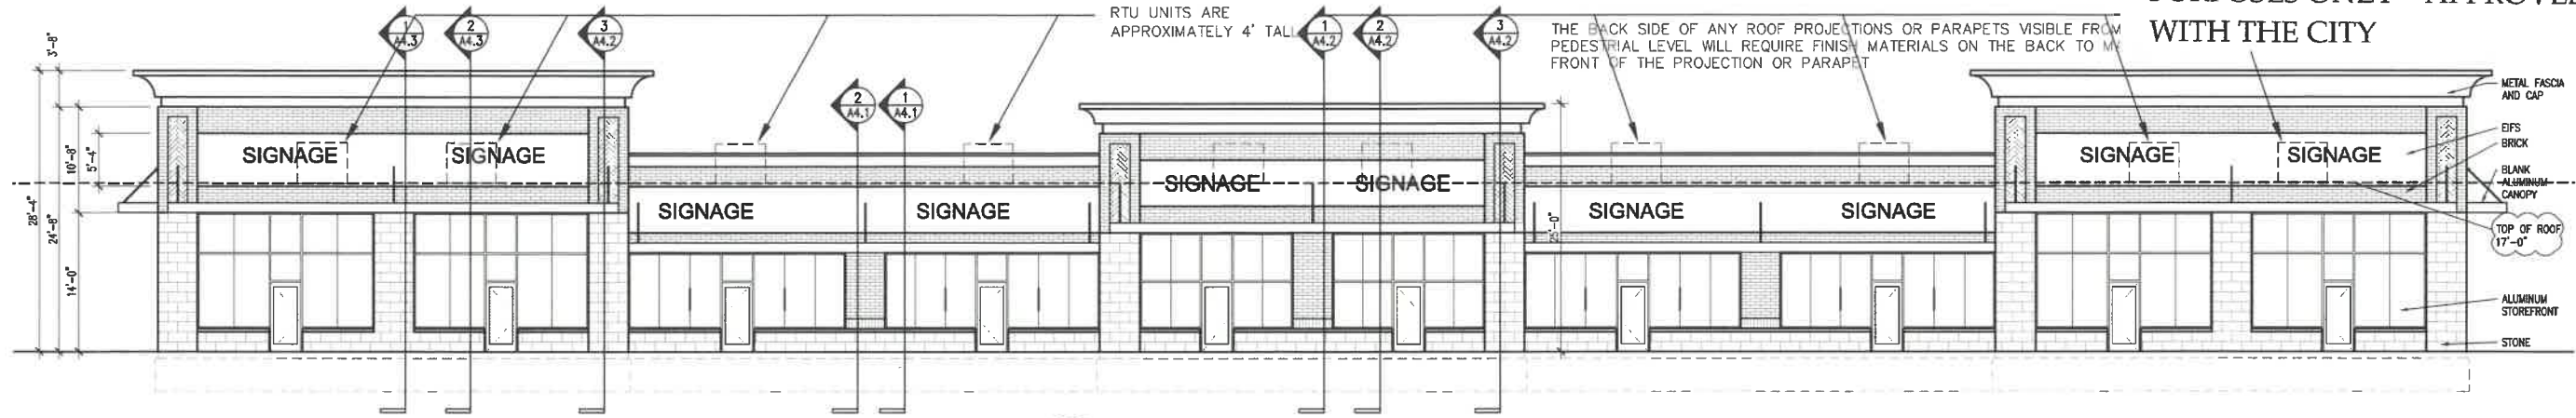 RTU UNITS ARE
APPROXIMATELY 4' TALL
THE BACK SIDE OF ANY ROOF PROJECTIONS OR PARAPETS VISIBLE FROM
PEDESTRIAL LEVEL WILL REQUIRE FINISH MATERIALS ON THE BACK TO
FRONT OF THE PROJECTION OR PARAPET
PURPOSES ONLY
APPROVED
WITH THE CITY
1
A4.3
2
A4.3
3
A4.2
2
A4.1
1
A4.1
1
A4.2
2
A4.2
3
A4.2
3'-8"
28'-4"
24'-8"
10'-8"
5'-4"
14'-0"
25'-0"
SIGNAGE
SIGNAGE
SIGNAGE
SIGNAGE
SIGNAGE
SIGNAGE
SIGNAGE
SIGNAGE
SIGNAGE
SIGNAGE
METAL FASCIA
AND CAP
EIFS
BRICK
BLANK
ALUMINUM
CANOPY
TOP OF ROOF
17'-0"
ALUMINUM
STOREFRONT
STONE